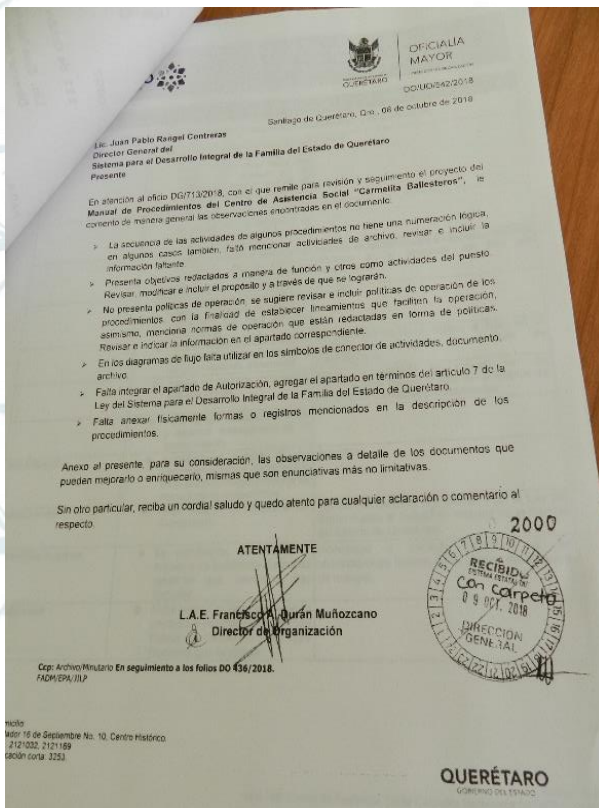 QUERÉTARO
OFICIALÍA
MAYOR
DO/UO/542/2018
Santiago de Querétaro, Qro., 08 de octubre de 2018
Lic. Juan Pablo Rangel Contreras
Director General del
Sistema para el Desarrollo Integral de la Familia del Estado de Querétaro
Presente
En atención al oficio DG/713/2018, con el que remite para revisión y seguimiento el proyecto del
Manual de Procedimientos del Centro de Asistencia Social "Carmelita Ballesteros", le
comento de manera general las observaciones encontradas en el documento:
➢ La secuencia de las actividades de algunos procedimientos no tiene una numeración lógica,
en algunos casos también, faltó mencionar actividades de archivo, revisar e incluir la
información faltante.
➢ Presenta objetivos redactados a manera de función y otros como actividades del puesto.
Revisar, modificar e incluir el propósito y a través de que se lograrán.
➢ No presenta políticas de operación, se sugiere revisar e incluir políticas de operación de los
procedimientos, con la finalidad de establecer lineamientos que faciliten la operación,
asimismo, menciona normas de operación que están redactadas en forma de políticas.
Revisar e indicar la información en el apartado correspondiente.
➢ En los diagramas de flujo falta utilizar en los símbolos de conector de actividades, documento,
archivo.
➢ Falta integrar el apartado de Autorización, agregar el apartado en términos del artículo 7 de la
Ley del Sistema para el Desarrollo Integral de la Familia del Estado de Querétaro.
➢ Falta anexar físicamente formas o registros mencionados en la descripción de los
procedimientos.
Anexo al presente, para su consideración, las observaciones a detalle de los documentos que
pueden mejorarlo o enriquecerlo, mismas que son enunciativas más no limitativas.
Sin otro particular, reciba un cordial saludo y quedo atento para cualquier aclaración o comentario al
respecto.
ATENTAMENTE
L.A.E. Francisco A. Durán Muñozcano
Director de Organización
2000
RECIBIDO
SISTEMA ESTATAL DIF
Con carpeta
09 OCT. 2018
DIRECCION
GENERAL
Ccp: Archivo/Minutario En seguimiento a los folios DO 436/2018.
FADM/EPA/JILP
micilio
ador 16 de Septiembre No. 10, Centro Histórico.
2121032, 2121169
cación corta: 3253.
QUERÉTARO
GOBIERNO DEL ESTADO